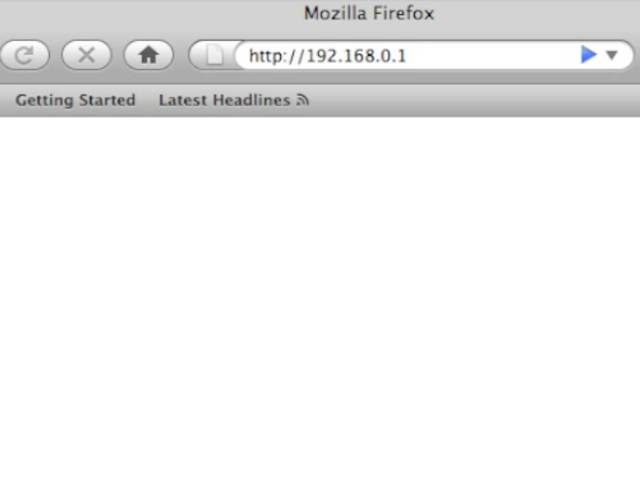 Mozilla Firefox
http://192.168.0.1
Getting Started Latest Headlines